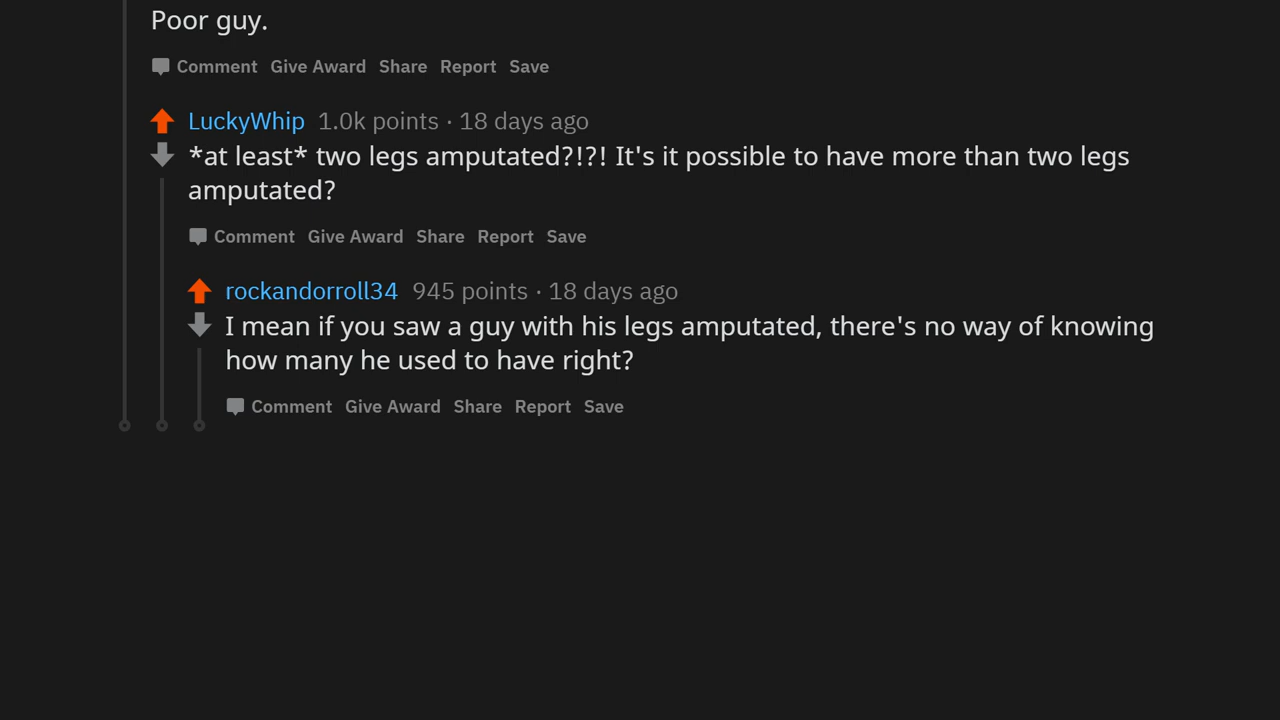 Poor guy.
Comment Give Award Share Report Save
LuckyWhip 1.0k points · 18 days ago
*at least* two legs amputated?!?! It's it possible to have more than two legs
amputated?
Comment Give Award Share Report Save
rockandorroll34 945 points · 18 days ago
I mean if you saw a guy with his legs amputated, there's no way of knowing
how many he used to have right?
Comment Give Award Share Report Save